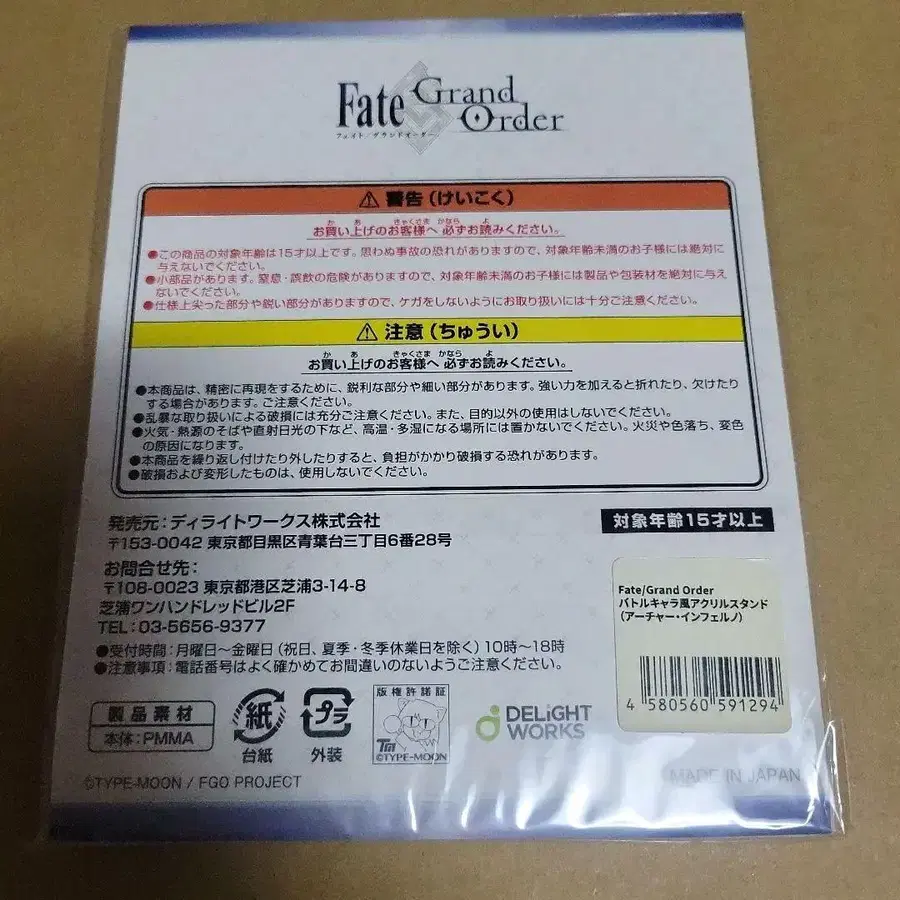 Fate Grand Order
フェイト/グランドオーダー
⚠ 警告（けいこく）
か あ きゃくさま かなら よ
お買い上げのお客様へ 必ずお読みください。
●この商品の対象年齢は15才以上です。思わぬ事故の恐れがありますので、対象年齢未満のお子様には絶対に
与えないでください。
●小部品があります。窒息・誤飲の危険がありますので、対象年齢未満のお子様には製品や包装材を絶対に与え
ないでください。
●仕様上尖った部分や鋭い部分がありますので、ケガをしないようにお取り扱いには十分ご注意ください。
⚠ 注意（ちゅうい）
か あ きゃくさま かなら よ
お買い上げのお客様へ 必ずお読みください。
●本商品は、精密に再現をするために、鋭利な部分や細い部分があります。強い力を加えると折れたり、欠けたり
する場合があります。ご注意ください。
●乱暴な取り扱いによる破損には充分ご注意ください。また、目的以外の使用はしないでください。
●火気・熱源のそばや直射日光の下など、高温・多湿になる場所には置かないでください。火災や色落ち、変色
の原因になります。
●本商品を繰り返し付けたり外したりすると、負担がかかり破損する恐れがあります。
●破損および変形したものは、使用しないでください。
発売元：ディライトワークス株式会社
〒153-0042 東京都目黒区青葉台三丁目6番28号
対象年齢15才以上
お問合せ先：
〒108-0023 東京都港区芝浦3-14-8
芝浦ワンハンドレッドビル2F
TEL：03-5656-9377
●受付時間：月曜日～金曜日（祝日、夏季・冬季休業日を除く）10時～18時
●注意事項：電話番号はよく確かめてお間違いのないようご注意ください。
Fate/Grand Order
バトルキャラ風アクリルスタンド
（アーチャー・インフェルノ）
4 580560 591294
製品素材
本体：PMMA
紙
台紙
プラ
外装
版権許諾証
TM
©TYPE-MOON
DELiGHT
WORKS
©TYPE-MOON / FGO PROJECT
MADE IN JAPAN